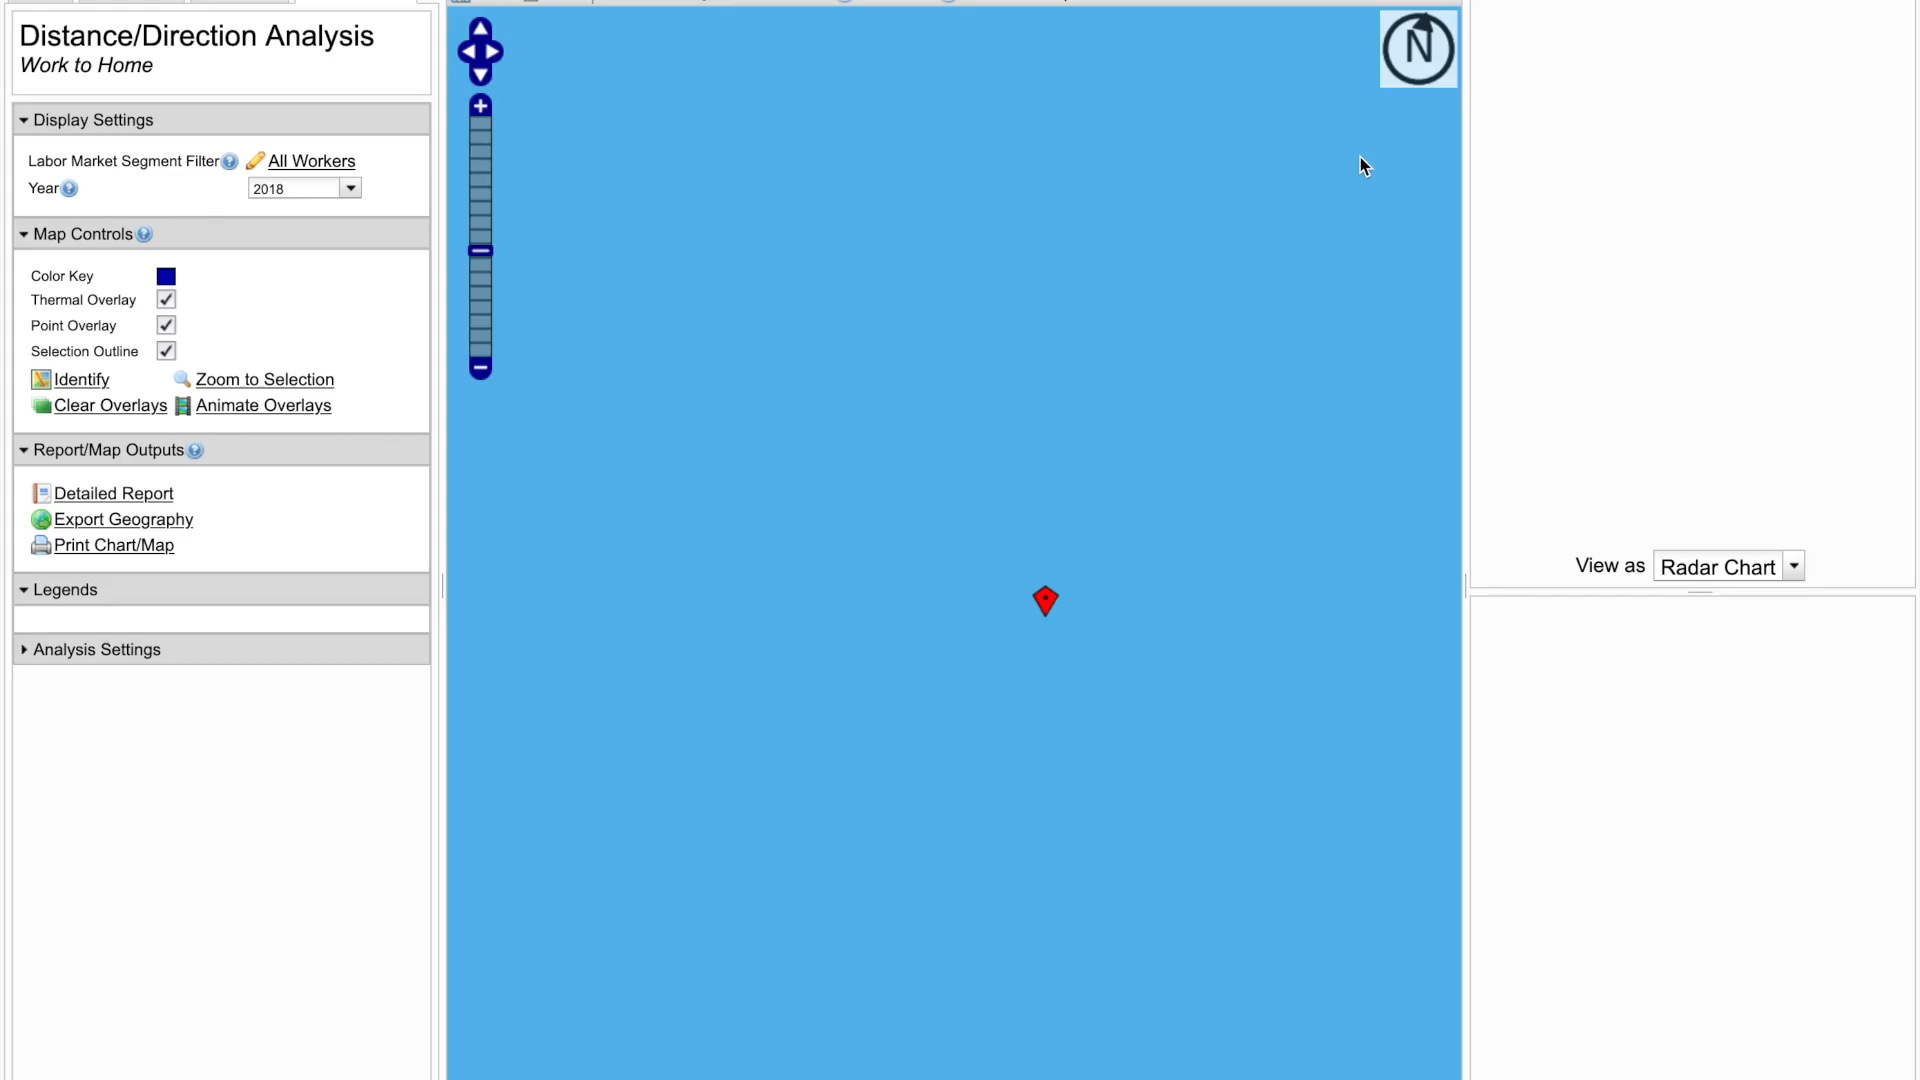 Distance/Direction Analysis
Work to Home
Display Settings
Labor Market Segment Filter All Workers
Year 2018
Map Controls
Color Key
Thermal Overlay
Point Overlay
Selection Outline
Identify Zoom to Selection
Clear Overlays Animate Overlays
Report/Map Outputs
Detailed Report
Export Geography
Print Chart/Map
Legends
Analysis Settings
N
View as Radar Chart